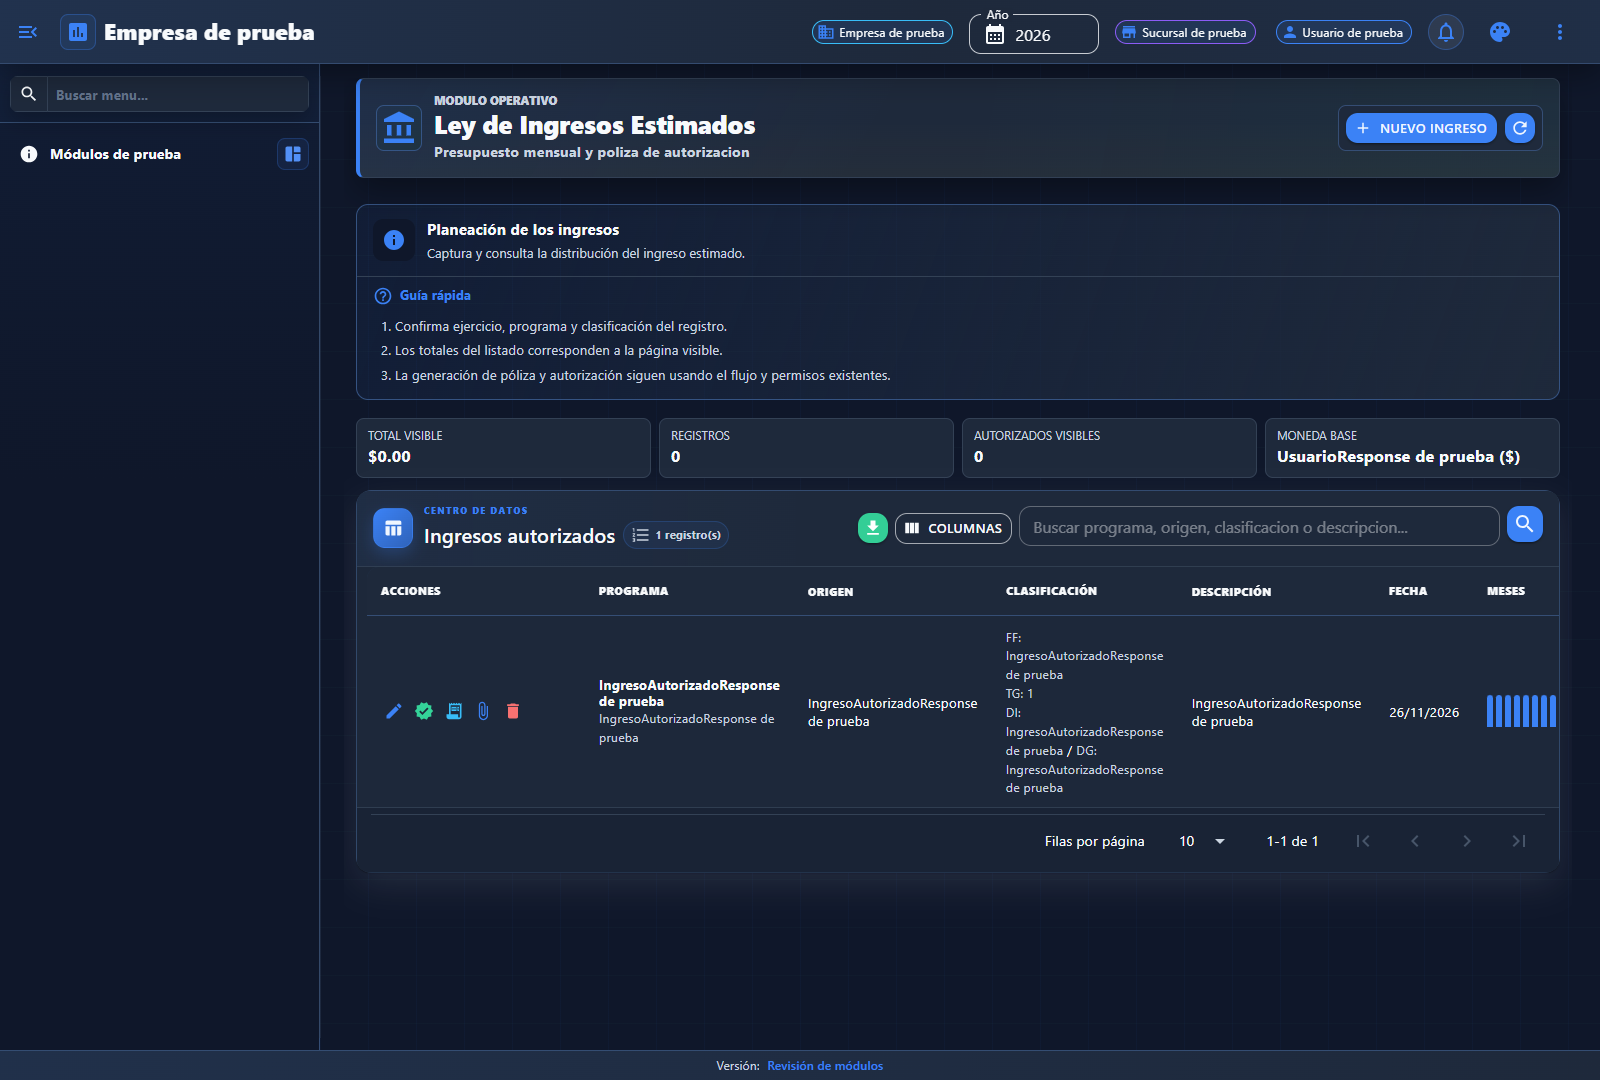 Empresa de prueba
Empresa de prueba
Año
2026
Sucursal de prueba
Usuario de prueba
Buscar menu...
Módulos de prueba
MODULO OPERATIVO
Ley de Ingresos Estimados
Presupuesto mensual y poliza de autorizacion
NUEVO INGRESO
Planeación de los ingresos
Captura y consulta la distribución del ingreso estimado.
Guía rápida
1. Confirma ejercicio, programa y clasificación del registro.
2. Los totales del listado corresponden a la página visible.
3. La generación de póliza y autorización siguen usando el flujo y permisos existentes.
TOTAL VISIBLE
$0.00
REGISTROS
0
AUTORIZADOS VISIBLES
0
MONEDA BASE
UsuarioResponse de prueba ($)
CENTRO DE DATOS
Ingresos autorizados
1 registro(s)
COLUMNAS
Buscar programa, origen, clasificacion o descripcion...
ACCIONES
PROGRAMA
ORIGEN
CLASIFICACIÓN
DESCRIPCIÓN
FECHA
MESES
IngresoAutorizadoResponse
de prueba
IngresoAutorizadoResponse de
prueba
IngresoAutorizadoResponse
de prueba
FF:
IngresoAutorizadoResponse
de prueba
TG: 1
DI:
IngresoAutorizadoResponse
de prueba / DG:
IngresoAutorizadoResponse
de prueba
IngresoAutorizadoResponse
de prueba
26/11/2026
Filas por página
10
1-1 de 1
Versión: Revisión de módulos